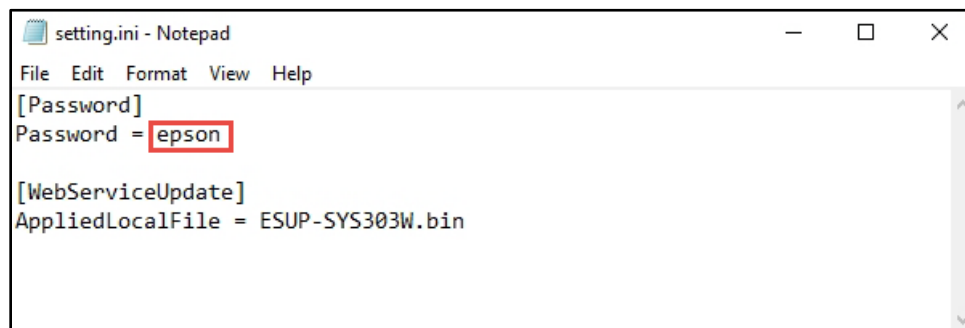 setting.ini - Notepad
File Edit Format View Help
[Password]
Password = epson
[WebServiceUpdate]
AppliedLocalFile = ESUP-SYS303W.bin